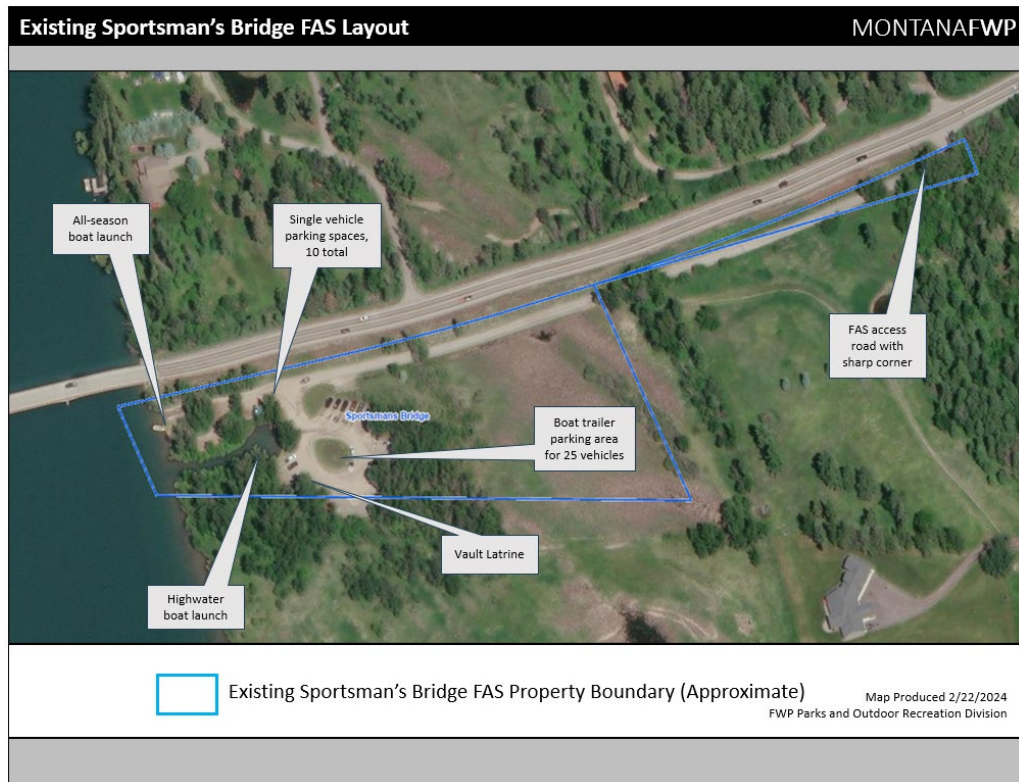 Existing Sportsman's Bridge FAS Layout
MONTANAFWP
All-season
boat launch
Single vehicle
parking spaces,
10 total
FAS access
road with
sharp corner
Sportsmans Bridge
Boat trailer
parking area
for 25 vehicles
Vault Latrine
Highwater
boat launch
Existing Sportsman's Bridge FAS Property Boundary (Approximate)
Map Produced 2/22/2024
FWP Parks and Outdoor Recreation Division